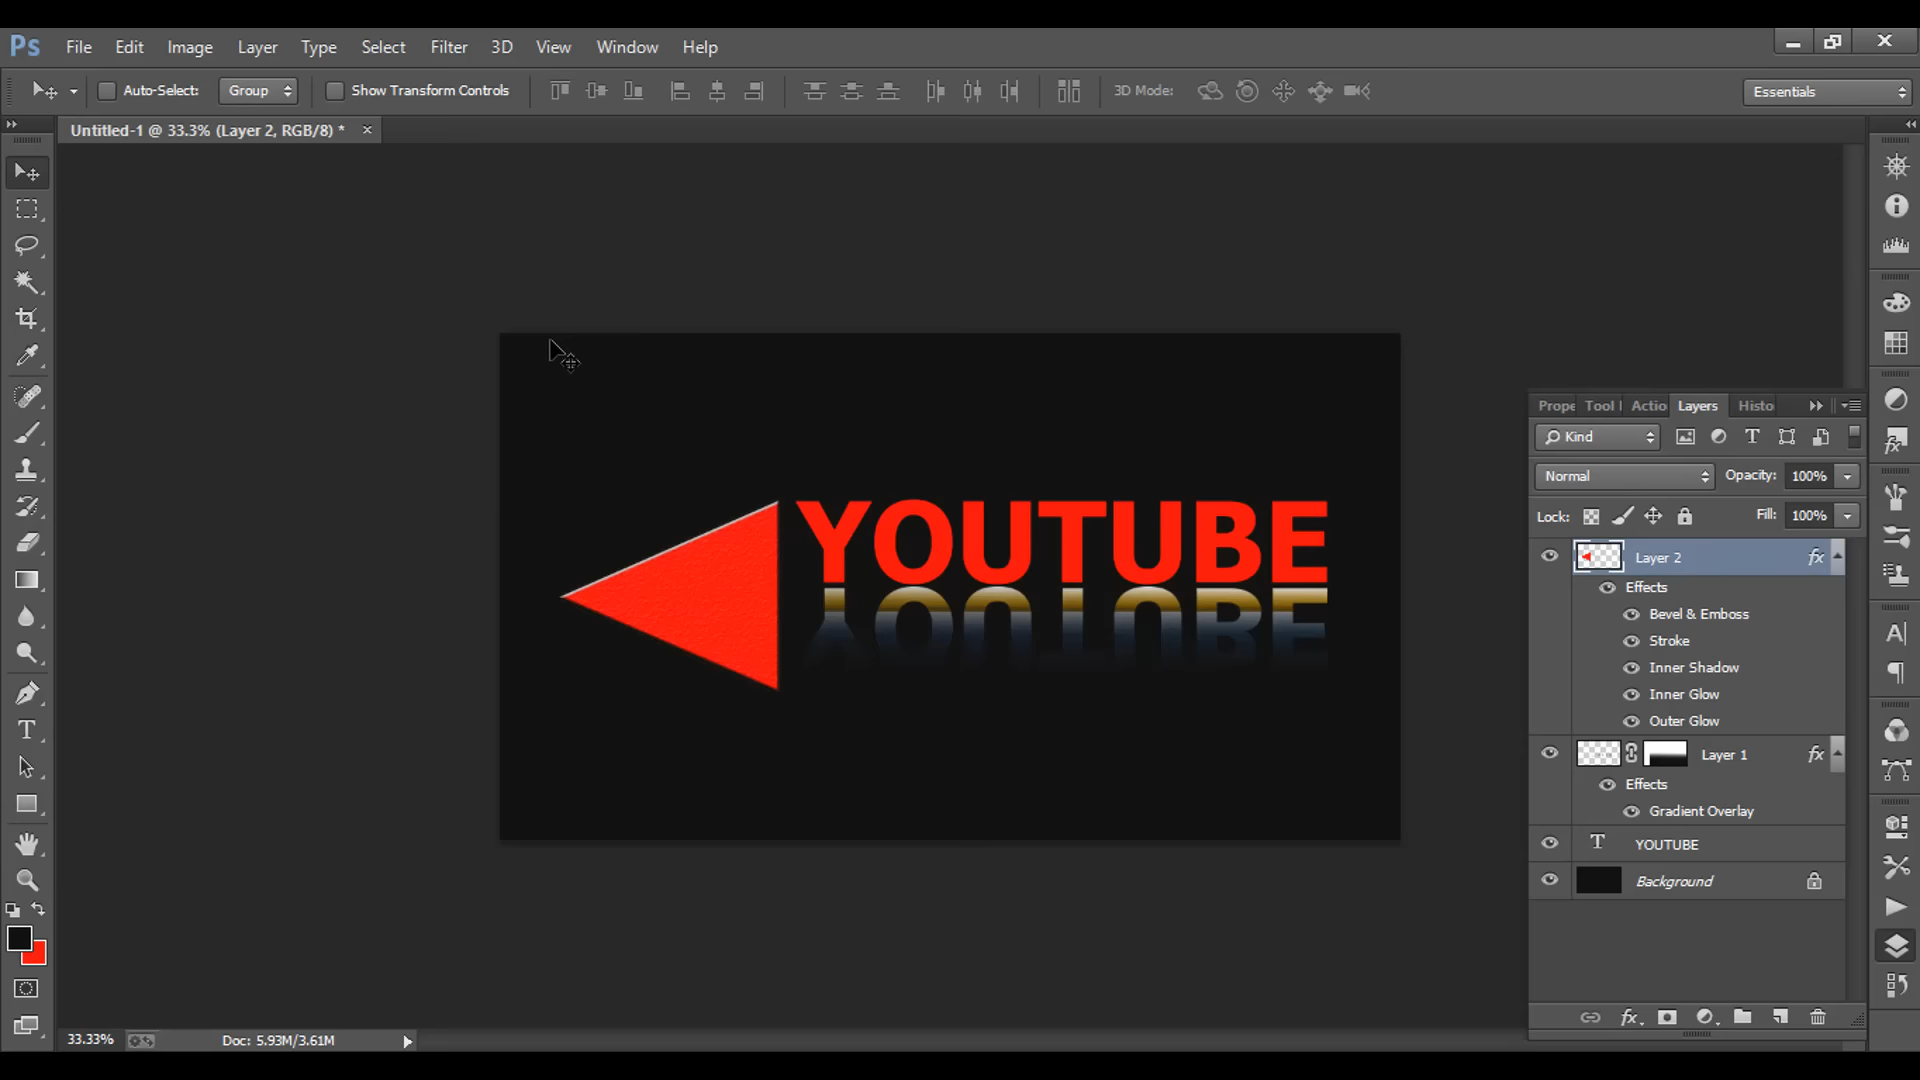 Ps File Edit Image Layer Type Select Filter 3D View Window Help
Auto-Select: Group Show Transform Controls 3D Mode: Essentials
Untitled-1 @ 33.3% (Layer 2, RGB/8) *
YOUTUBE
Prope Tool Actio Layers Histo
Kind
Normal Opacity: 100%
Lock: Fill: 100%
Layer 2 fx
Effects
Bevel & Emboss
Stroke
Inner Shadow
Inner Glow
Outer Glow
Layer 1 fx
Effects
Gradient Overlay
T YOUTUBE
Background
33.33% Doc: 5.93M/3.61M